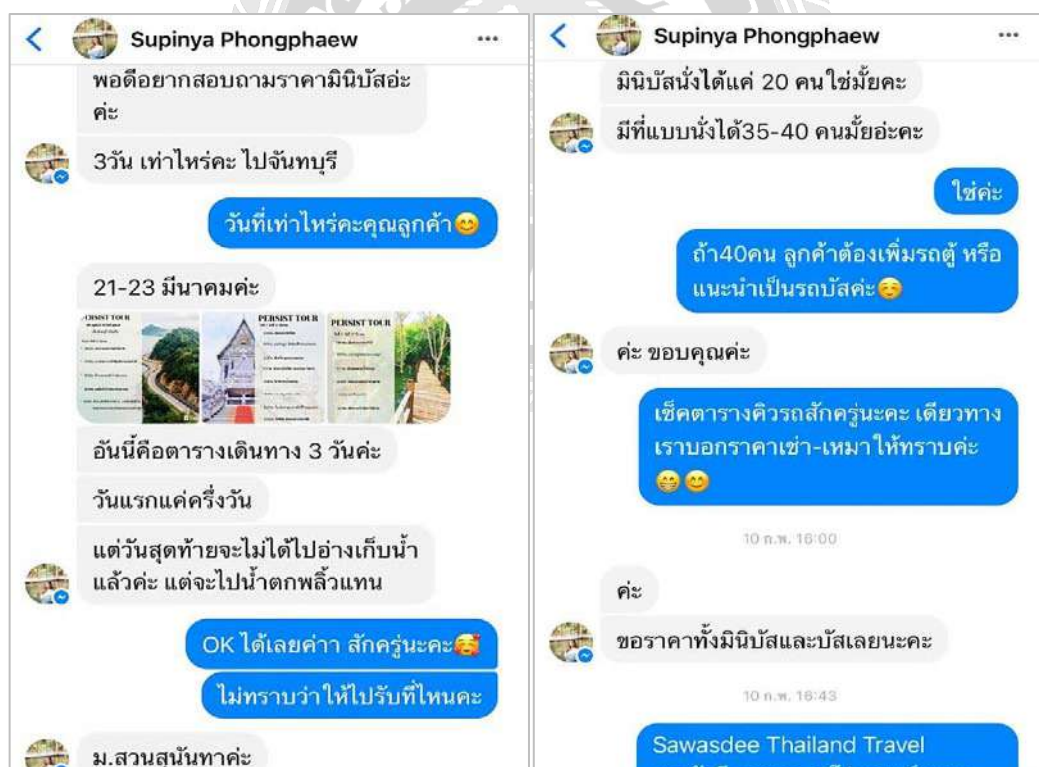 Supinya Phongphaew
พอดีอยากสอบถามราคามินิบัสอ่ะ
ค่ะ
3วัน เท่าไหร่คะ ไปจันทบุรี
วันที่เท่าไหร่คะคุณลูกค้า😊
21-23 มีนาคมค่ะ
PERSIST TOUR
PERSIST TOUR
อันนี้คือตารางเดินทาง 3 วันค่ะ
วันแรกแค่ครึ่งวัน
แต่วันสุดท้ายจะไม่ได้ไปอ่างเก็บน้ำ
แล้วค่ะ แต่จะไปน้ำตกพลิ้วแทน
OK ได้เลยค่าา สักครู่นะคะ🥰
ไม่ทราบว่าให้ไปรับที่ไหนคะ
ม.สวนสุนันทาค่ะ
Supinya Phongphaew
มินิบัสนั่งได้แค่ 20 คนใช่มั้ยคะ
มีที่แบบนั่งได้35-40 คนมั้ยอ่ะคะ
ใช่ค่ะ
ถ้า40คน ลูกค้าต้องเพิ่มรถตู้ หรือ
แนะนำเป็นรถบัสค่ะ☺️
ค่ะ ขอบคุณค่ะ
เช็คตารางคิวรถสักครู่นะคะ เดียวทาง
เราบอกราคาเช่า-เหมาให้ทราบค่ะ
😁😊
10 ก.พ. 16:00
ค่ะ
ขอราคาทั้งมินิบัสและบัสเลยนะคะ
10 ก.พ. 16:43
Sawasdee Thailand Travel